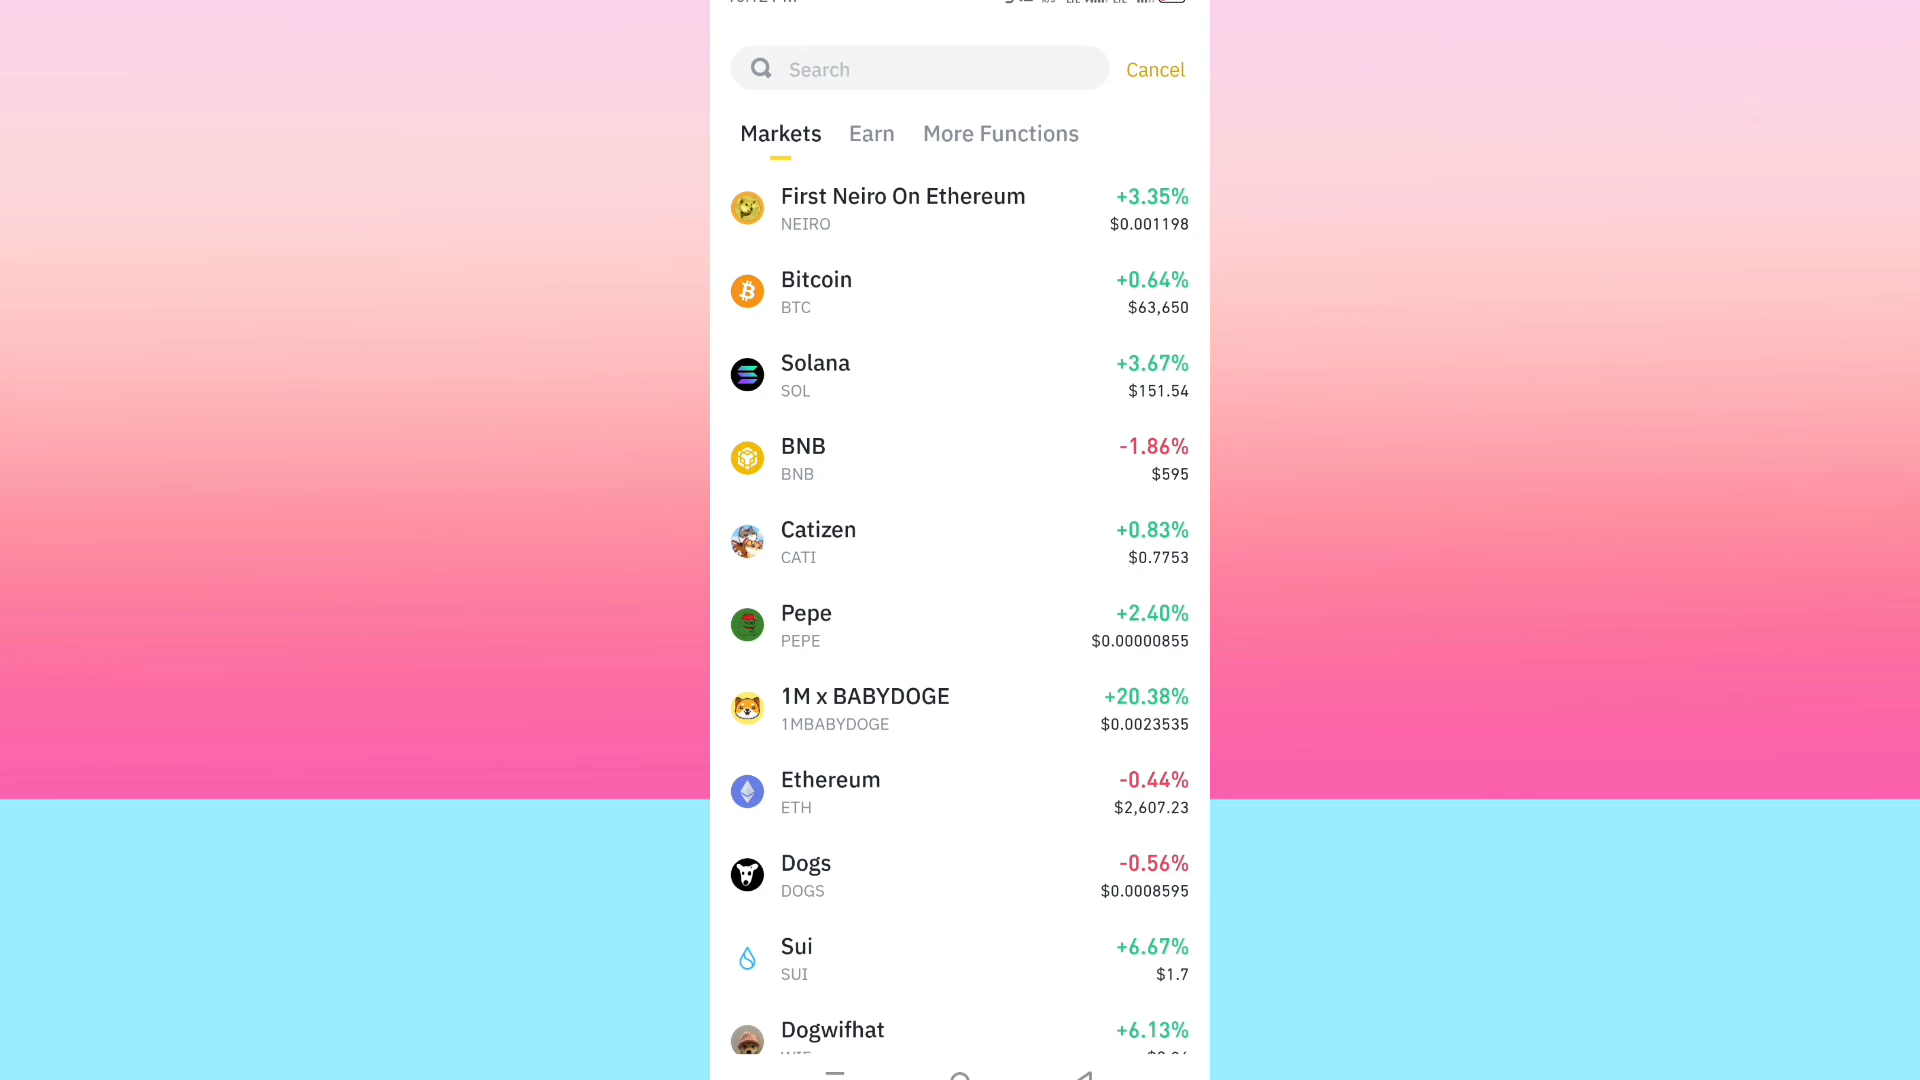 Search
Cancel
Markets Earn More Functions
First Neiro On Ethereum +3.35%
NEIRO $0.001198
Bitcoin +0.64%
BTC $63,650
Solana +3.67%
SOL $151.54
BNB -1.86%
BNB $595
Catizen +0.83%
CATI $0.7753
Pepe +2.40%
PEPE $0.00000855
1M x BABYDOGE +20.38%
1MBABYDOGE $0.0023535
Ethereum -0.44%
ETH $2,607.23
Dogs -0.56%
DOGS $0.0008595
Sui +6.67%
SUI $1.7
Dogwifhat +6.13%